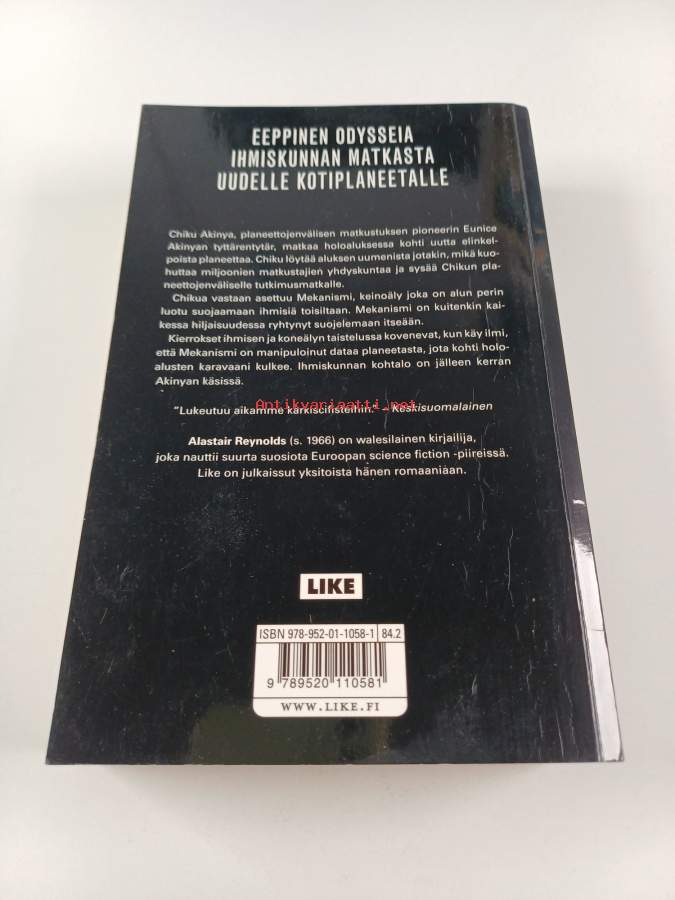 EEPPINEN ODYSSEIA
IHMISKUNNAN MATKASTA
UUDELLE KOTIPLANEETALLE
Chiku Akinya, planeettojenvälisen matkustuksen pioneerin Eunice
Akinyan tyttärentytär, matkaa holoaluksessa kohti uutta elinkel-
poista planeettaa. Chiku löytää aluksen uumenista jotakin, mikä kuo-
huttaa miljoonien matkustajien yhdyskuntaa ja sysää Chikun pla-
neettojenväliselle tutkimusmatkalle.
Chikua vastaan asettuu Mekanismi, keinoäly joka on alun perin
luotu suojaamaan ihmisiä toisiltaan. Mekanismi on kuitenkin kai-
kessa hiljaisuudessa ryhtynyt suojelemaan itseään.
Kierrokset ihmisen ja koneälyn taistelussa kovenevat, kun käy ilmi,
että Mekanismi on manipuloinut dataa planeetasta, jota kohti holo-
alusten karavaani kulkee. Ihmiskunnan kohtalo on jälleen kerran
Akinyan käsissä.
Antikvariaatti.net
"Lukeutuu aikamme kärkiscifisteihin." – Keskisuomalainen
Alastair Reynolds (s. 1966) on walesilainen kirjailija,
joka nauttii suurta suosiota Euroopan science fiction -piireissä.
Like on julkaissut yksitoista hänen romaaniaan.
LIKE
ISBN 978-952-01-1058-1 84.2
9 789520 110581
WWW.LIKE.FI